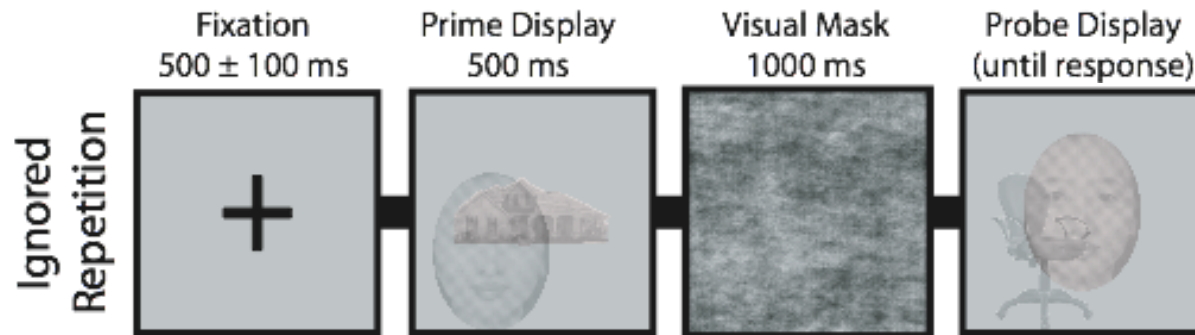 Fixation
500 ± 100 ms
Prime Display
500 ms
Visual Mask
1000 ms
Probe Display
(until response)
Ignored
Repetition